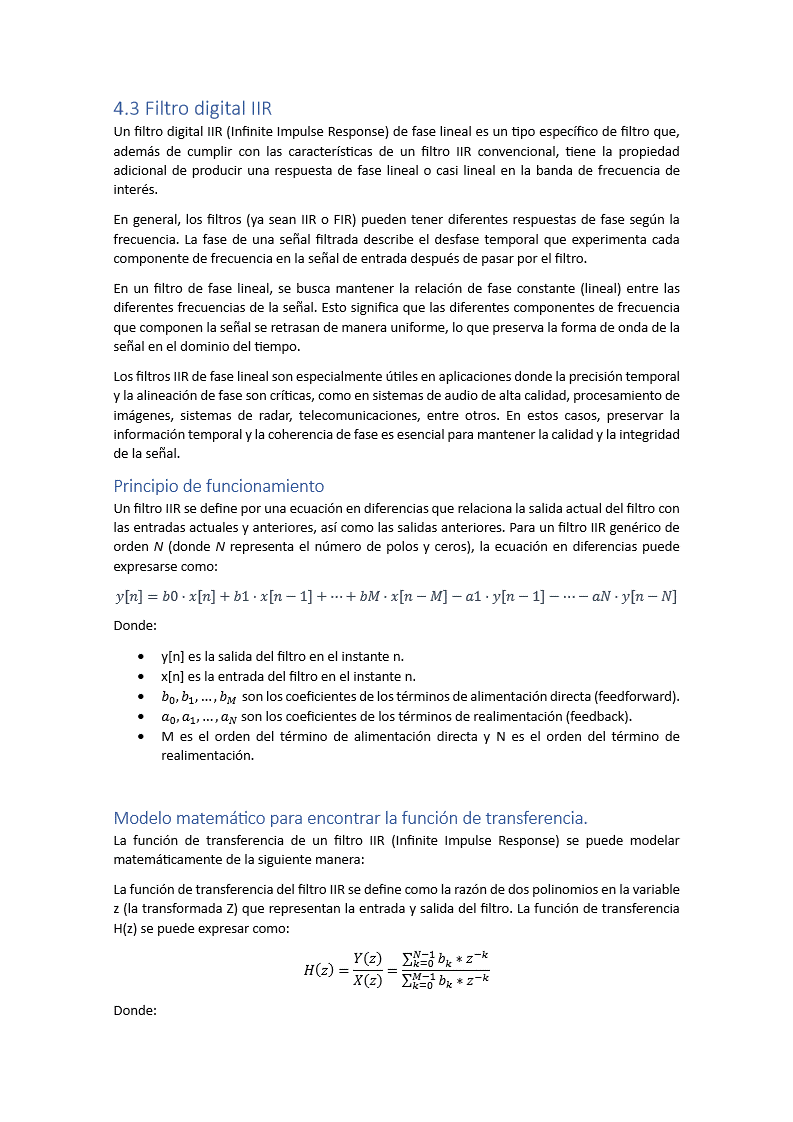 4.3 Filtro digital IIR
Un filtro digital IIR (Infinite Impulse Response) de fase lineal es un tipo específico de filtro que,
además de cumplir con las características de un filtro IIR convencional, tiene la propiedad
adicional de producir una respuesta de fase lineal o casi lineal en la banda de frecuencia de
interés.
En general, los filtros (ya sean IIR o FIR) pueden tener diferentes respuestas de fase según la
frecuencia. La fase de una señal filtrada describe el desfase temporal que experimenta cada
componente de frecuencia en la señal de entrada después de pasar por el filtro.
En un filtro de fase lineal, se busca mantener la relación de fase constante (lineal) entre las
diferentes frecuencias de la señal. Esto significa que las diferentes componentes de frecuencia
que componen la señal se retrasan de manera uniforme, lo que preserva la forma de onda de la
señal en el dominio del tiempo.
Los filtros IIR de fase lineal son especialmente útiles en aplicaciones donde la precisión temporal
y la alineación de fase son críticas, como en sistemas de audio de alta calidad, procesamiento de
imágenes, sistemas de radar, telecomunicaciones, entre otros. En estos casos, preservar la
información temporal y la coherencia de fase es esencial para mantener la calidad y la integridad
de la señal.
Principio de funcionamiento
Un filtro IIR se define por una ecuación en diferencias que relaciona la salida actual del filtro con
las entradas actuales y anteriores, así como las salidas anteriores. Para un filtro IIR genérico de
orden N (donde N representa el número de polos y ceros), la ecuación en diferencias puede
expresarse como:
y[n] = b0 · x[n] + b1 · x[n − 1] + ⋯ + bM · x[n − M] − a1 · y[n − 1] − ⋯ − aN · y[n − N]
Donde:
• y[n] es la salida del filtro en el instante n.
• x[n] es la entrada del filtro en el instante n.
• b₀, b₁, … , b_M son los coeficientes de los términos de alimentación directa (feedforward).
• a₀, a₁, … , a_N son los coeficientes de los términos de realimentación (feedback).
• M es el orden del término de alimentación directa y N es el orden del término de
realimentación.
Modelo matemático para encontrar la función de transferencia.
La función de transferencia de un filtro IIR (Infinite Impulse Response) se puede modelar
matemáticamente de la siguiente manera:
La función de transferencia del filtro IIR se define como la razón de dos polinomios en la variable
z (la transformada Z) que representan la entrada y salida del filtro. La función de transferencia
H(z) se puede expresar como:
H(z) = Y(z)/X(z) = ∑_{k=0}^{N−1} b_k * z^{−k} / ∑_{k=0}^{M−1} b_k * z^{−k}
Donde: